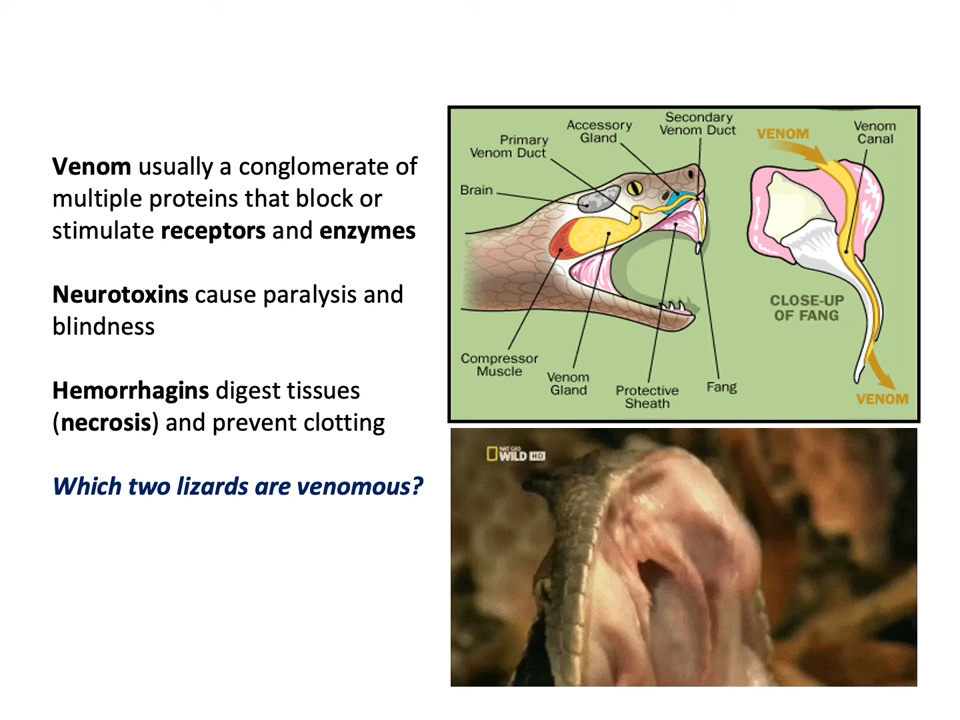 Venom usually a conglomerate of
multiple proteins that block or
stimulate receptors and enzymes
Neurotoxins cause paralysis and
blindness
Hemorrhagins digest tissues
(necrosis) and prevent clotting
Which two lizards are venomous?
Primary
Venom Duct
Accessory
Gland
Secondary
Venom Duct
VENOM
Venom
Canal
Brain
CLOSE-UP
OF FANG
Compressor
Muscle
Venom
Gland
Protective
Sheath
Fang
VENOM
NAT GEO
WILD HD